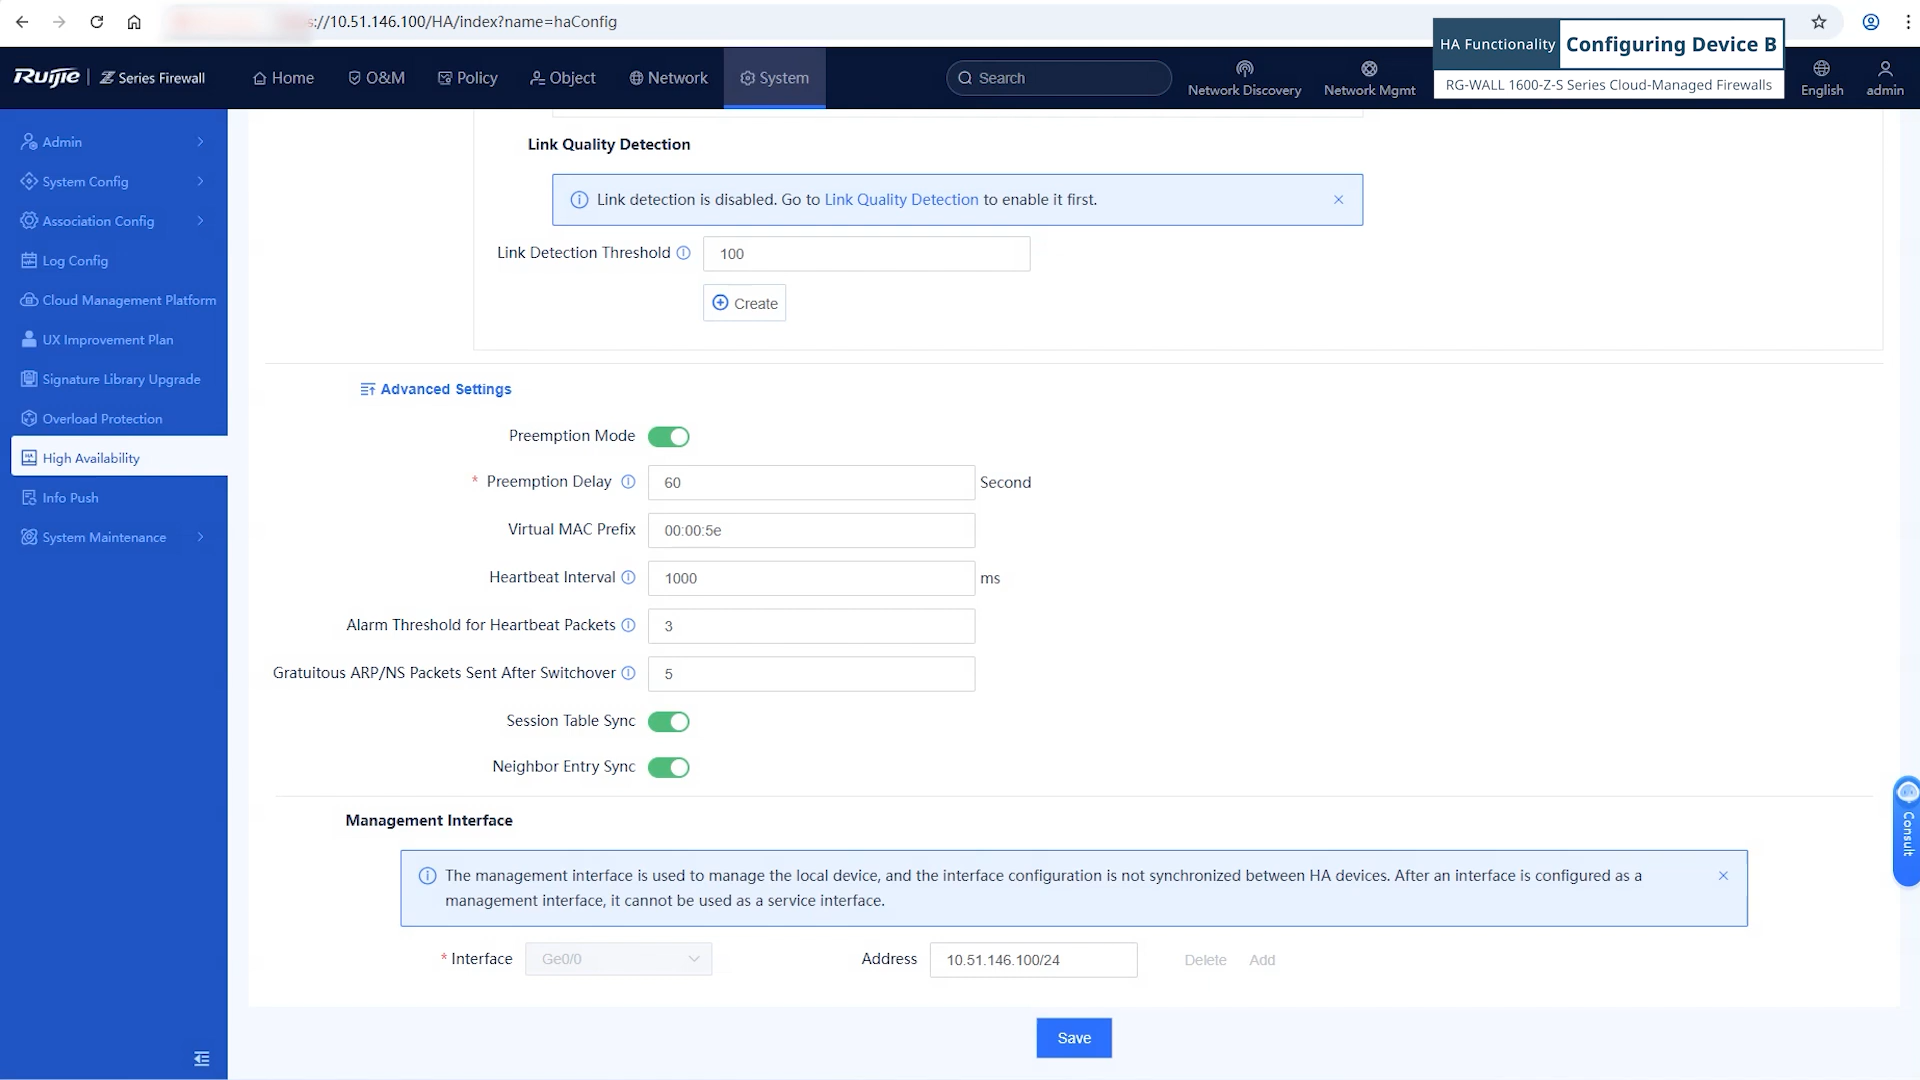 ://10.51.146.100/HA/index?name=haConfig
HA Functionality
Configuring Device B
RG-WALL 1600-Z-S Series Cloud-Managed Firewalls
Ruijie
Z Series Firewall
Home
O&M
Policy
Object
Network
System
Search
Network Discovery
Network Mgmt
English
admin
Admin
System Config
Association Config
Log Config
Cloud Management Platform
UX Improvement Plan
Signature Library Upgrade
Overload Protection
High Availability
Info Push
System Maintenance
Link Quality Detection
Link detection is disabled. Go to Link Quality Detection to enable it first.
Link Detection Threshold
100
Create
Advanced Settings
Preemption Mode
* Preemption Delay
60
Second
Virtual MAC Prefix
00:00:5e
Heartbeat Interval
1000
ms
Alarm Threshold for Heartbeat Packets
3
Gratuitous ARP/NS Packets Sent After Switchover
5
Session Table Sync
Neighbor Entry Sync
Management Interface
The management interface is used to manage the local device, and the interface configuration is not synchronized between HA devices. After an interface is configured as a
management interface, it cannot be used as a service interface.
* Interface
Ge0/0
Address
10.51.146.100/24
Delete
Add
Save
Consult